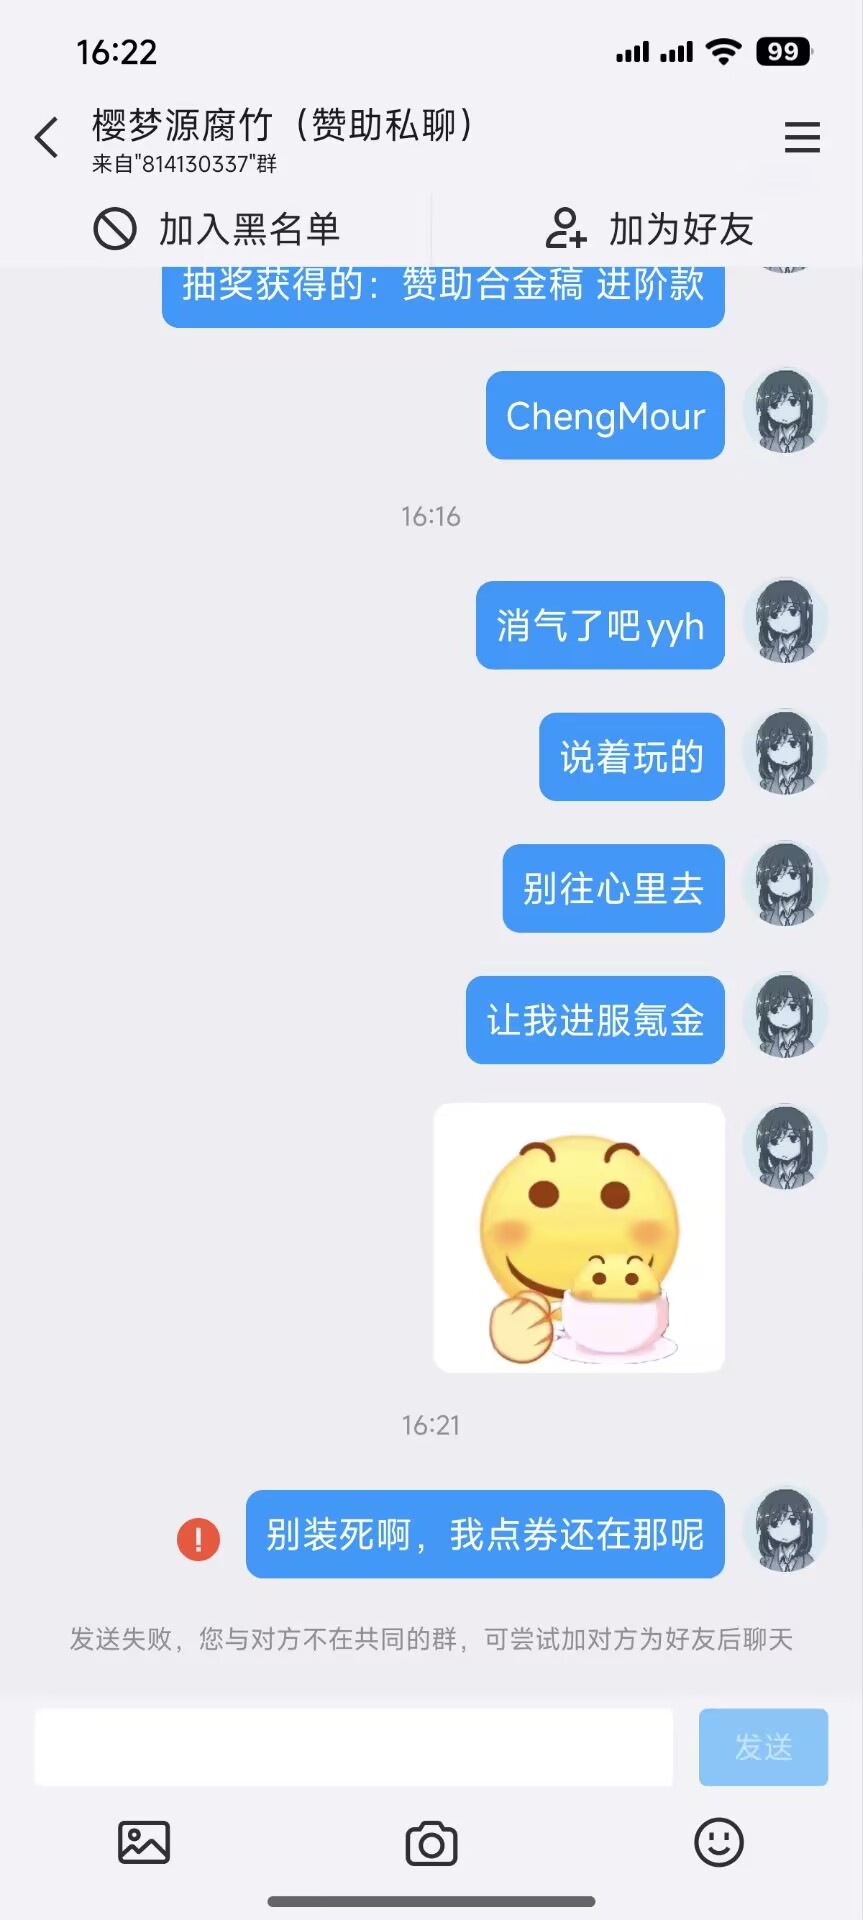 16:22
99
樱梦源腐竹（赞助私聊）
来自"814130337"群
加入黑名单
加为好友
抽奖获得的：赞助合金稿 进阶款
ChengMour
16:16
消气了吧yyh
说着玩的
别往心里去
让我进服氪金
16:21
别装死啊，我点券还在那呢
发送失败，您与对方不在共同的群，可尝试加对方为好友后聊天
发送